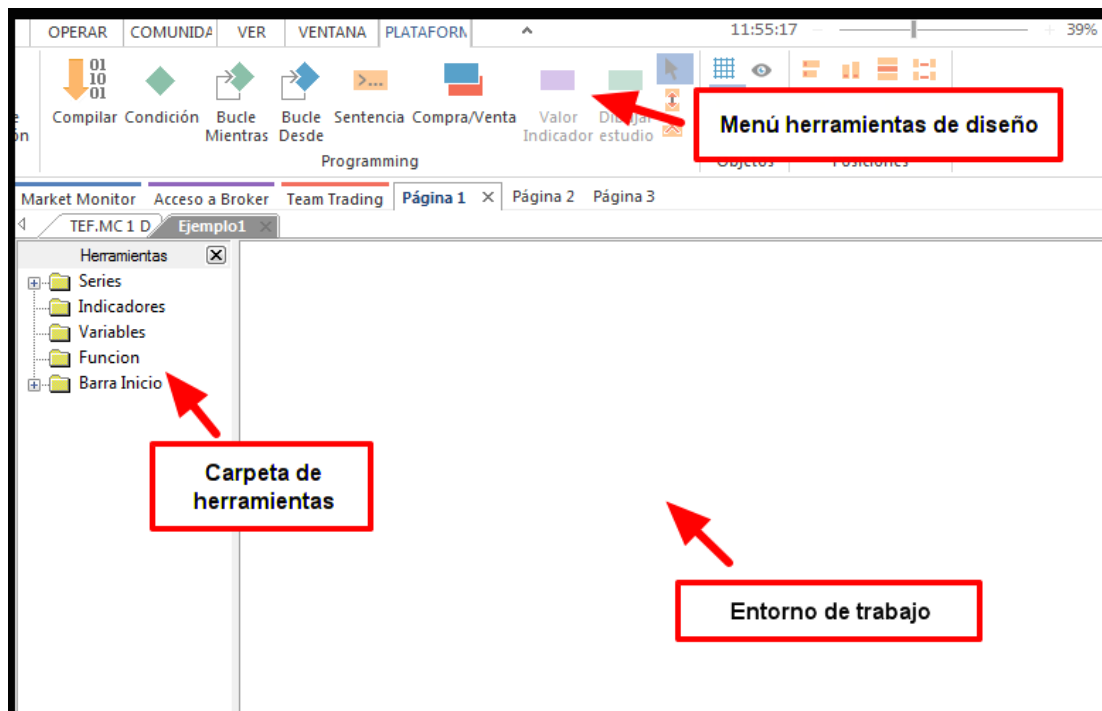 OPERAR COMUNIDA VER VENTANA PLATAFORM 11:55:17 39%
01
10
01
Compilar Condición Bucle Bucle Sentencia Compra/Venta Valor Dibujar
Mientras Desde Indicador estudio
Programming Objetos Posiciones
Menú herramientas de diseño
Market Monitor Acceso a Broker Team Trading Página 1 Página 2 Página 3
TEF.MC 1 D Ejemplo1
Herramientas
Series
Indicadores
Variables
Funcion
Barra Inicio
Carpeta de
herramientas
Entorno de trabajo